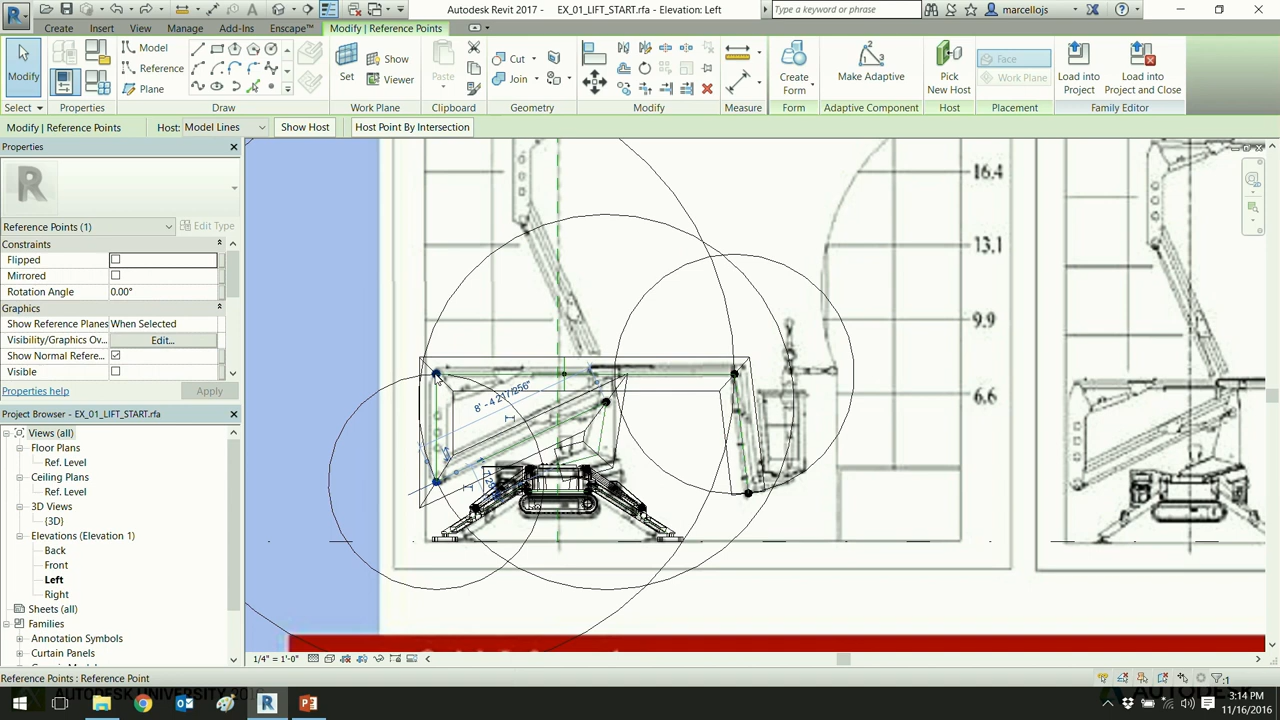 Autodesk Revit 2017 - EX_01_LIFT_START.rfa - Elevation: Left
Type a keyword or phrase
marcellojs
Create Insert View Manage Add-Ins Enscape™ Modify | Reference Points
Modify
Select
Properties
Model
Reference
Plane
Draw
Set
Show
Viewer
Work Plane
Paste
Clipboard
Cut
Join
Geometry
Modify
Measure
Create Form
Form
Make Adaptive
Adaptive Component
Pick New Host
Host
Face
Work Plane
Placement
Load into Project
Load into Project and Close
Family Editor
Modify | Reference Points Host: Model Lines Show Host Host Point By Intersection
Properties
R
Reference Points (1) Edit Type
Constraints
Flipped
Mirrored
Rotation Angle 0.00°
Graphics
Show Reference Planes When Selected
Visibility/Graphics Ov... Edit...
Show Normal Refere...
Visible
Properties help Apply
Project Browser - EX_01_LIFT_START.rfa
Views (all)
Floor Plans
Ref. Level
Ceiling Plans
Ref. Level
3D Views
{3D}
Elevations (Elevation 1)
Back
Front
Left
Right
Sheets (all)
Families
Annotation Symbols
Curtain Panels
16.4
13.1
9.9
6.6
1/4" = 1'-0"
Reference Points : Reference Point
:1
AUTODESK UNIVERSITY
3:14 PM
11/16/2016